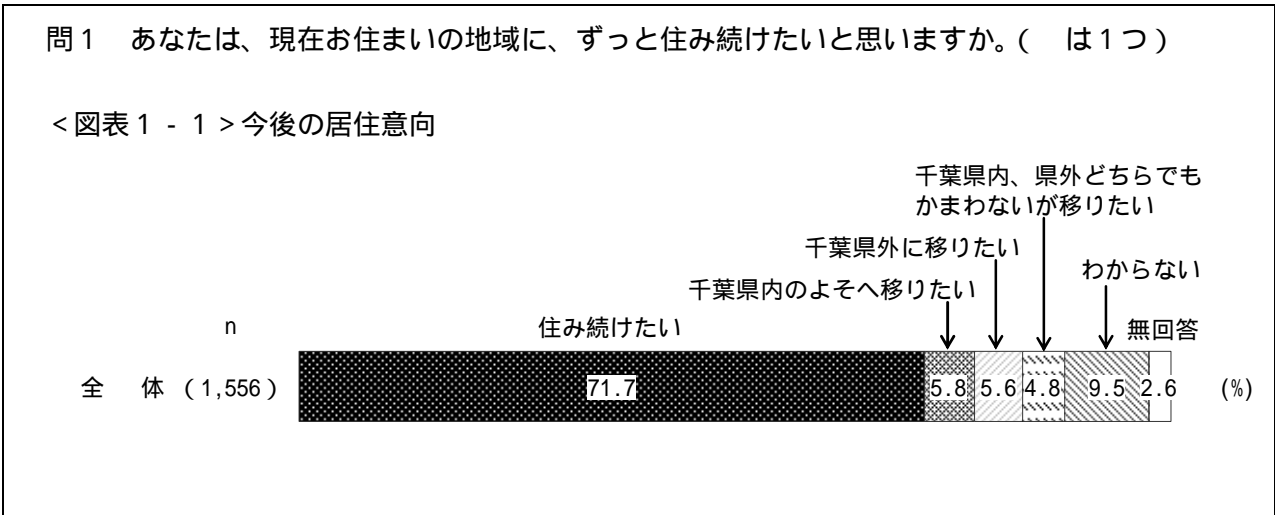 問1 あなたは、現在お住まいの地域に、ずっと住み続けたいと思いますか。( は1つ)
<図表1-1>今後の居住意向
千葉県内、県外どちらでも
かまわないが移りたい
千葉県外に移りたい
わからない
千葉県内のよそへ移りたい
n 住み続けたい 無回答
全 体 (1,556) 71.7 5.8 5.6 4.8 9.5 2.6 (%)